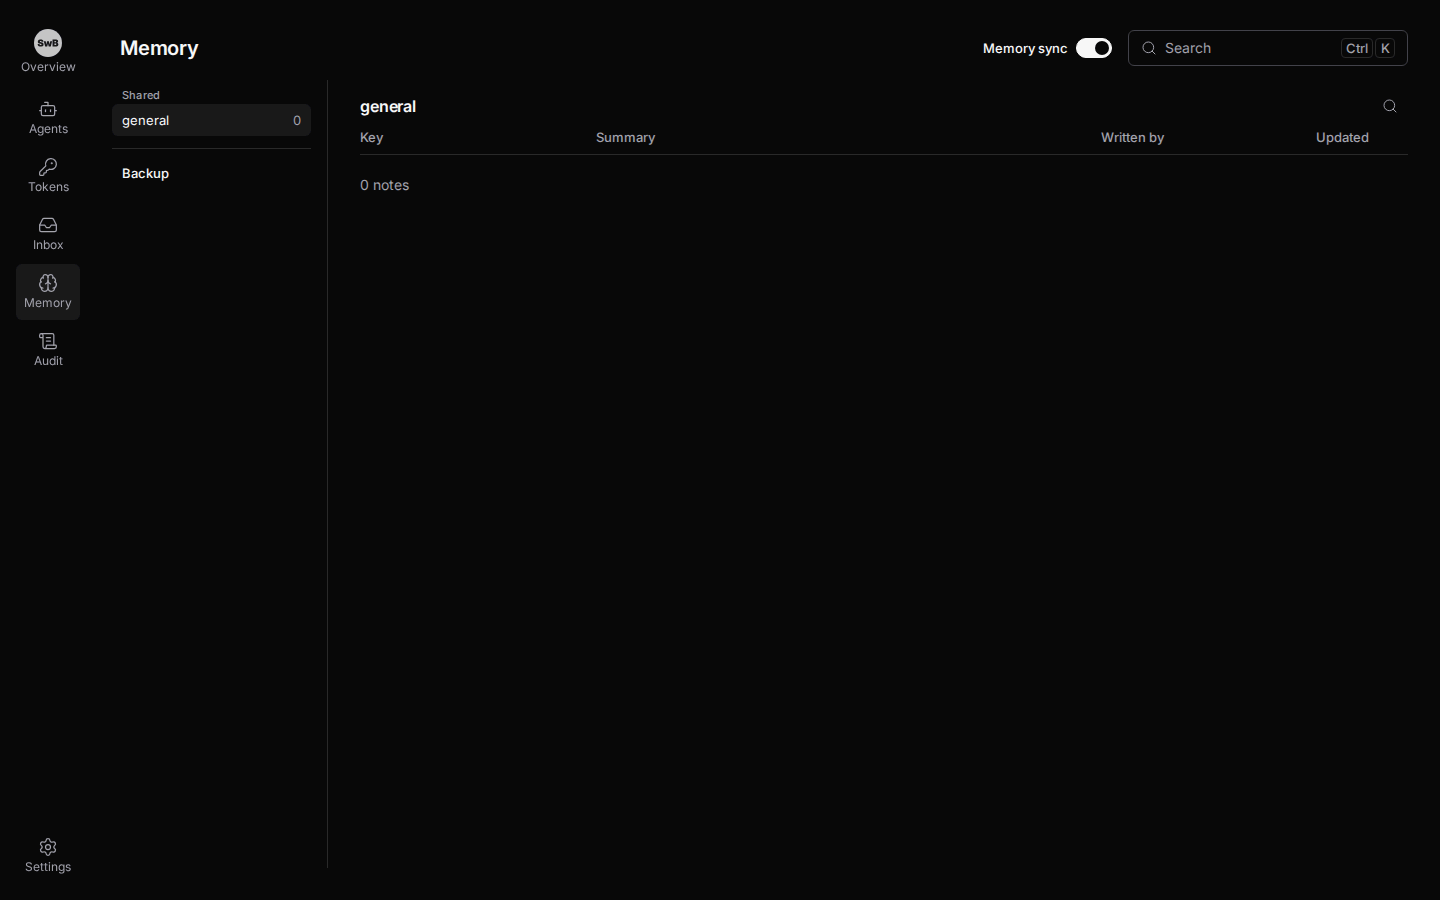 SwB
Overview
Agents
Tokens
Inbox
Memory
Audit
Settings
Memory
Memory sync
Search
Ctrl K
Shared
general 0
Backup
general
Key Summary Written by Updated
0 notes